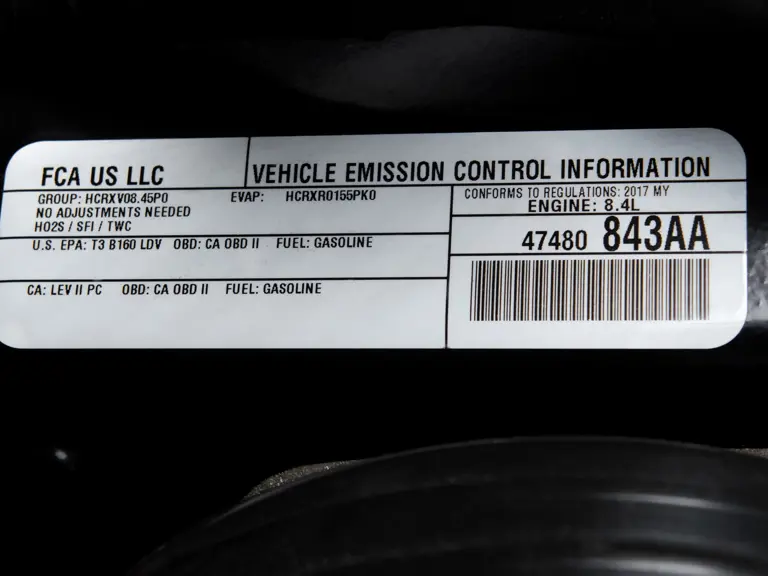 FCA US LLC
VEHICLE EMISSION CONTROL INFORMATION
GROUP: HCRXV08.45P0 EVAP: HCRXR0155PK0
NO ADJUSTMENTS NEEDED
HO2S / SFI / TWC
U.S. EPA: T3 B160 LDV OBD: CA OBD II FUEL: GASOLINE
CA: LEV II PC OBD: CA OBD II FUEL: GASOLINE
CONFORMS TO REGULATIONS: 2017 MY
ENGINE: 8.4L
47480 843AA